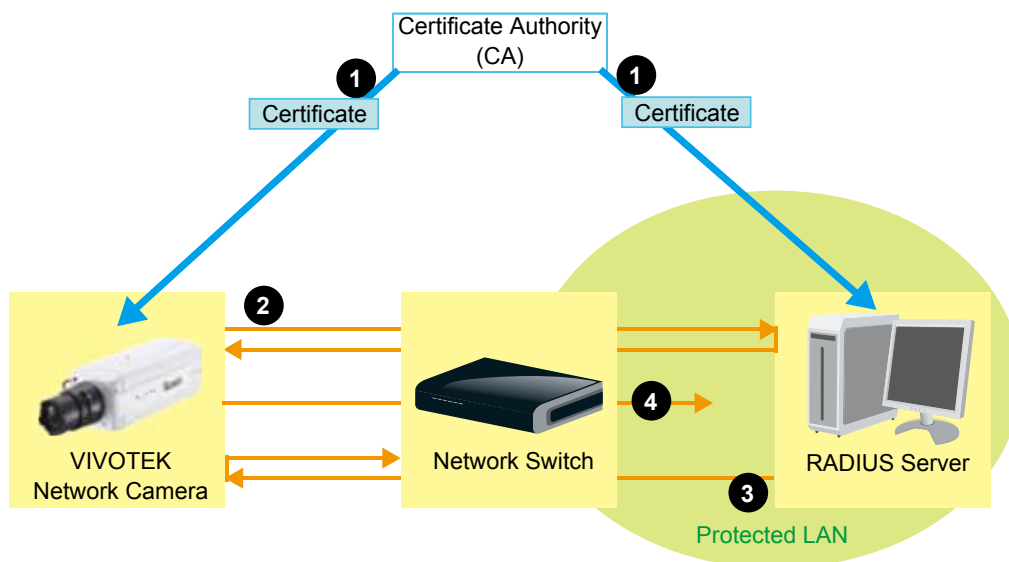 Certificate Authority
(CA)
1
1
Certificate
Certificate
2
4
VIVOTEK
Network Camera
Network Switch
RADIUS Server
3
Protected LAN